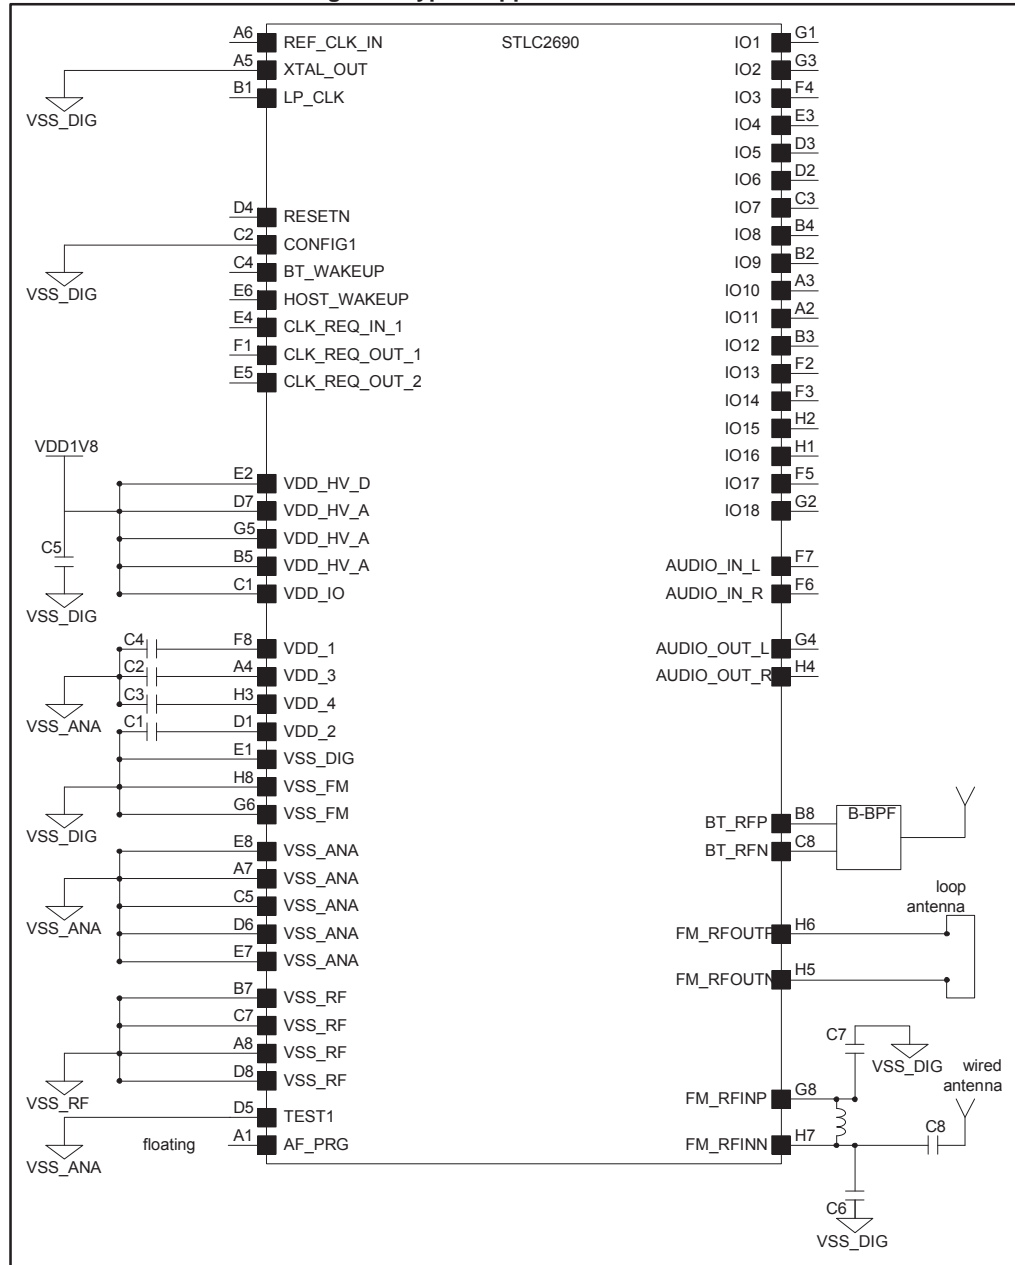 A6 REF_CLK_IN STLC2690 IO1 G1
A5 XTAL_OUT IO2 G3
B1 LP_CLK IO3 F4
VSS_DIG
IO4 E3
IO5 D3
IO6 D2
D4 RESETN IO7 C3
C2 CONFIG1 IO8 B4
C4 BT_WAKEUP IO9 B2
VSS_DIG
E6 HOST_WAKEUP IO10 A3
E4 CLK_REQ_IN_1 IO11 A2
F1 CLK_REQ_OUT_1 IO12 B3
E5 CLK_REQ_OUT_2 IO13 F2
IO14 F3
IO15 H2
VDD1V8 IO16 H1
E2 VDD_HV_D IO17 F5
D7 VDD_HV_A IO18 G2
G5 VDD_HV_A
C5
B5 VDD_HV_A AUDIO_IN_L F7
C1 VDD_IO AUDIO_IN_R F6
VSS_DIG
C4 F8 VDD_1 AUDIO_OUT_L G4
C2 A4 VDD_3 AUDIO_OUT_R H4
C3 H3 VDD_4
VSS_ANA
C1 D1 VDD_2
E1 VSS_DIG
H8 VSS_FM
G6 VSS_FM
VSS_DIG
BT_RFP B8 B-BPF
E8 VSS_ANA BT_RFN C8
A7 VSS_ANA
C5 VSS_ANA
loop
antenna
VSS_ANA
D6 VSS_ANA FM_RFOUTP H6
E7 VSS_ANA
FM_RFOUTN H5
B7 VSS_RF
C7 VSS_RF
C7
A8 VSS_RF
VSS_DIG wired
antenna
D8 VSS_RF
VSS_RF
FM_RFINP G8
D5 TEST1
floating A1 AF_PRG FM_RFINN H7 C8
VSS_ANA
C6
VSS_DIG